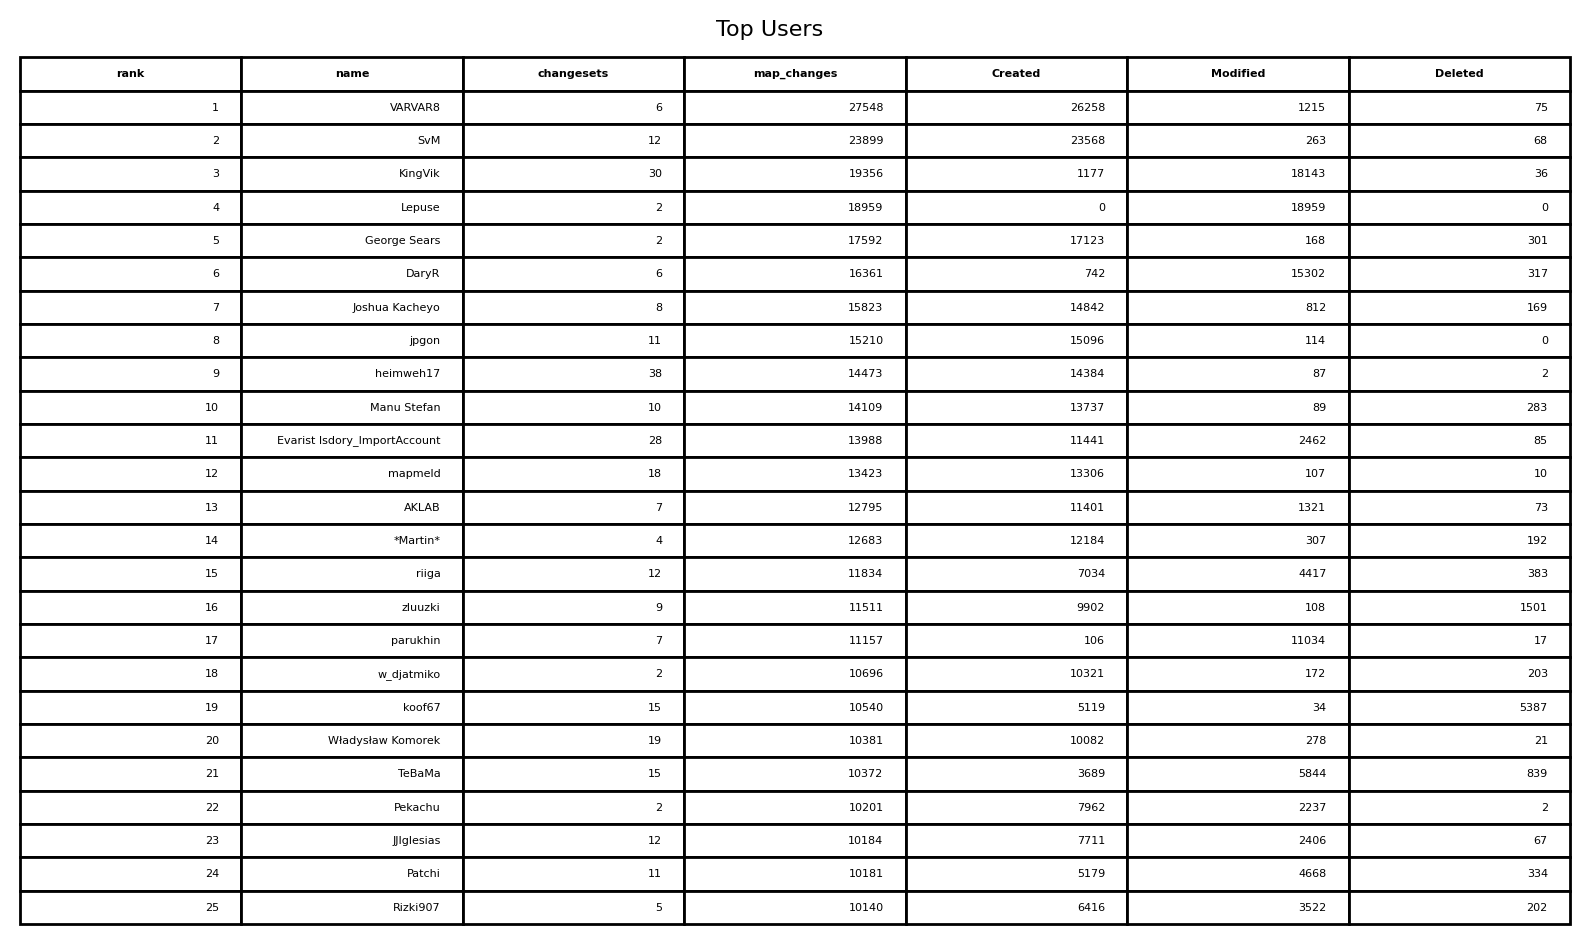 Top Users
rank name changesets map_changes Created Modified Deleted
1 VARVAR8 6 27548 26258 1215 75
2 SvM 12 23899 23568 263 68
3 KingVik 30 19356 1177 18143 36
4 Lepuse 2 18959 0 18959 0
5 George Sears 2 17592 17123 168 301
6 DaryR 6 16361 742 15302 317
7 Joshua Kacheyo 8 15823 14842 812 169
8 jpgon 11 15210 15096 114 0
9 heimweh17 38 14473 14384 87 2
10 Manu Stefan 10 14109 13737 89 283
11 Evarist Isdory_ImportAccount 28 13988 11441 2462 85
12 mapmeld 18 13423 13306 107 10
13 AKLAB 7 12795 11401 1321 73
14 *Martin* 4 12683 12184 307 192
15 riiga 12 11834 7034 4417 383
16 zluuzki 9 11511 9902 108 1501
17 parukhin 7 11157 106 11034 17
18 w_djatmiko 2 10696 10321 172 203
19 koof67 15 10540 5119 34 5387
20 Władysław Komorek 19 10381 10082 278 21
21 TeBaMa 15 10372 3689 5844 839
22 Pekachu 2 10201 7962 2237 2
23 JJIglesias 12 10184 7711 2406 67
24 Patchi 11 10181 5179 4668 334
25 Rizki907 5 10140 6416 3522 202